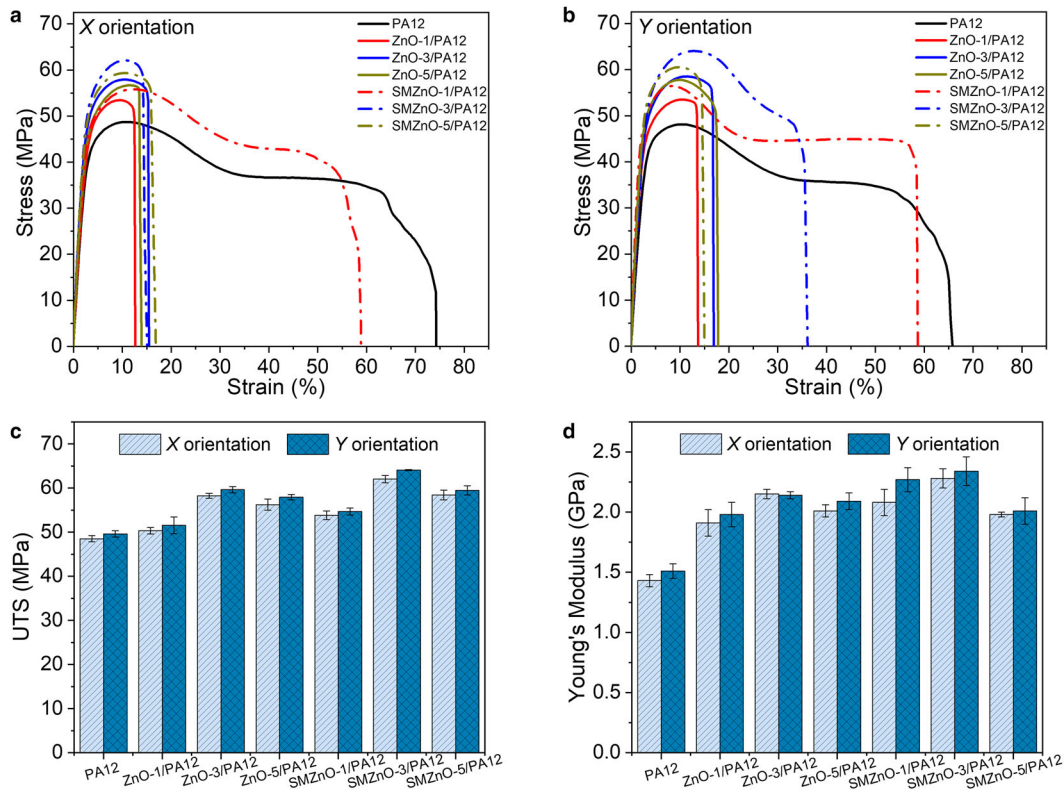 a
X orientation
PA12
ZnO-1/PA12
ZnO-3/PA12
ZnO-5/PA12
SMZnO-1/PA12
SMZnO-3/PA12
SMZnO-5/PA12
70
60
50
40
30
20
10
0
Stress (MPa)
0 10 20 30 40 50 60 70 80
Strain (%)
b
Y orientation
PA12
ZnO-1/PA12
ZnO-3/PA12
ZnO-5/PA12
SMZnO-1/PA12
SMZnO-3/PA12
SMZnO-5/PA12
70
60
50
40
30
20
10
0
Stress (MPa)
0 10 20 30 40 50 60 70 80
Strain (%)
c
X orientation Y orientation
70
60
50
40
30
20
10
0
UTS (MPa)
PA12 ZnO-1/PA12 ZnO-3/PA12 ZnO-5/PA12 SMZnO-1/PA12 SMZnO-3/PA12 SMZnO-5/PA12
d
X orientation Y orientation
2.5
2.0
1.5
1.0
0.5
0.0
Young's Modulus (GPa)
PA12 ZnO-1/PA12 ZnO-3/PA12 ZnO-5/PA12 SMZnO-1/PA12 SMZnO-3/PA12 SMZnO-5/PA12